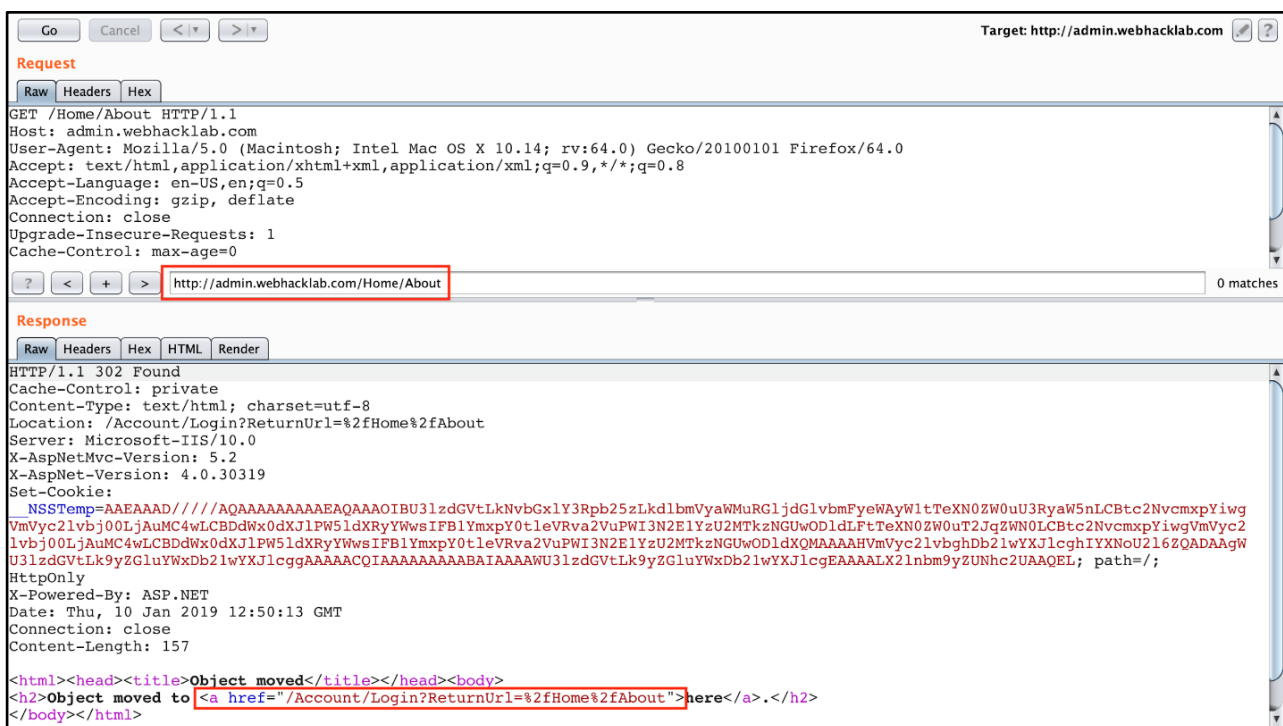 Go Cancel < > Target: http://admin.webhacklab.com ?
Request
Raw Headers Hex
GET /Home/About HTTP/1.1
Host: admin.webhacklab.com
User-Agent: Mozilla/5.0 (Macintosh; Intel Mac OS X 10.14; rv:64.0) Gecko/20100101 Firefox/64.0
Accept: text/html,application/xhtml+xml,application/xml;q=0.9,*/*;q=0.8
Accept-Language: en-US,en;q=0.5
Accept-Encoding: gzip, deflate
Connection: close
Upgrade-Insecure-Requests: 1
Cache-Control: max-age=0
? < + > http://admin.webhacklab.com/Home/About 0 matches
Response
Raw Headers Hex HTML Render
HTTP/1.1 302 Found
Cache-Control: private
Content-Type: text/html; charset=utf-8
Location: /Account/Login?ReturnUrl=%2fHome%2fAbout
Server: Microsoft-IIS/10.0
X-AspNetMvc-Version: 5.2
X-AspNet-Version: 4.0.30319
Set-Cookie:
__NSSTemp=AAEAAAD/////AQAAAAAAAAAEAQAAAOIBU3lzdGVtLkNvbGxlY3Rpb25zLkdlbmVyaWMuRGljdGlvbmFyeWAyW1tTeXN0ZW0uU3RyaW5nLCBtc2NvcmxpYiwg
VmVyc2lvbj00LjAuMC4wLCBDdWx0dXJlPW5ldXRyYWwsIFB1YmxpY0tleVRva2VuPWI3N2E1YzU2MTkzNGUwODldLFtTeXN0ZW0uT2JqZWN0LCBtc2NvcmxpYiwgVmVyc2
lvbj00LjAuMC4wLCBDdWx0dXJlPW5ldXRyYWwsIFB1YmxpY0tleVRva2VuPWI3N2E1YzU2MTkzNGUwODldXQMAAAAHVmVyc2lvbghDb21wYXJlcghIYXNoU2l6ZQADAAgW
U3lzdGVtLk9yZGluYWxDb21wYXJlcggAAAAACQIAAAAAAAAABAIAAAAWU3lzdGVtLk9yZGluYWxDb21wYXJlcgEAAAALX2lnbm9yZUNhc2UAAQEL; path=/;
HttpOnly
X-Powered-By: ASP.NET
Date: Thu, 10 Jan 2019 12:50:13 GMT
Connection: close
Content-Length: 157
<html><head><title>Object moved</title></head><body>
<h2>Object moved to <a href="/Account/Login?ReturnUrl=%2fHome%2fAbout">here</a>.</h2>
</body></html>